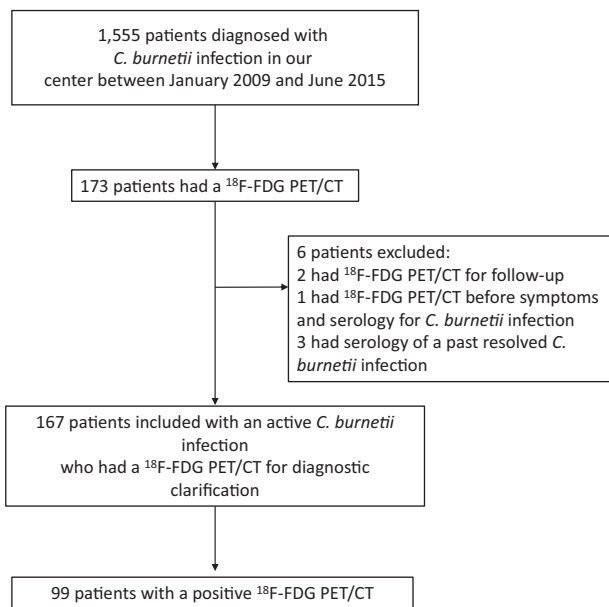 1,555 patients diagnosed with
C. burnetii infection in our
center between January 2009 and June 2015
173 patients had a ¹⁸F-FDG PET/CT
6 patients excluded:
2 had ¹⁸F-FDG PET/CT for follow-up
1 had ¹⁸F-FDG PET/CT before symptoms
and serology for C. burnetii infection
3 had serology of a past resolved C.
burnetii infection
167 patients included with an active C. burnetii
infection
who had a ¹⁸F-FDG PET/CT for diagnostic
clarification
99 patients with a positive ¹⁸F-FDG PET/CT